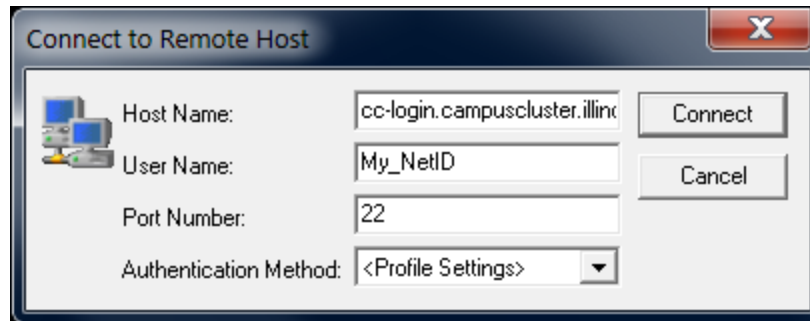 Connect to Remote Host
Host Name: cc-login.campuscluster.illino Connect
User Name: My_NetID Cancel
Port Number: 22
Authentication Method: <Profile Settings>